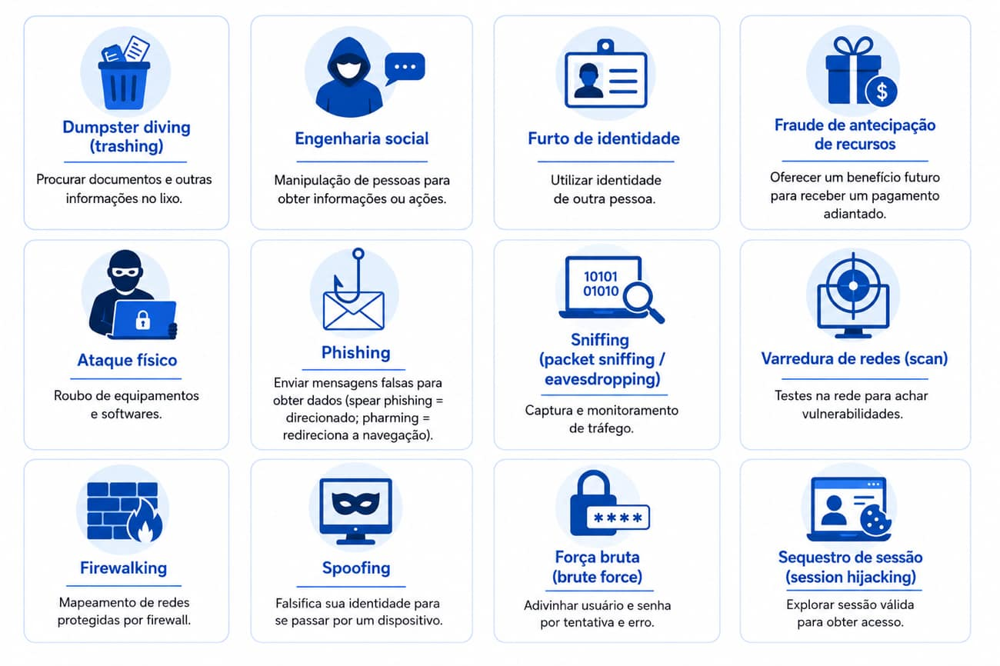 Dumpster diving
(trashing)
Procurar documentos e outras
informações no lixo.
Engenharia social
Manipulação de pessoas para
obter informações ou ações.
Furto de identidade
Utilizar identidade
de outra pessoa.
$
Fraude de antecipação
de recursos
Oferecer um benefício futuro
para receber um pagamento
adiantado.
Ataque físico
Roubo de equipamentos
e softwares.
Phishing
Enviar mensagens falsas para
obter dados (spear phishing =
direcionado; pharming =
redireciona a navegação).
10101
01010
Sniffing
(packet sniffing /
eavesdropping)
Captura e monitoramento
de tráfego.
Varredura de redes (scan)
Testes na rede para achar
vulnerabilidades.
Firewalking
Mapeamento de redes
protegidas por firewall.
Spoofing
Falsifica sua identidade para
se passar por um dispositivo.
****
Força bruta
(brute force)
Adivinhar usuário e senha
por tentativa e erro.
Sequestro de sessão
(session hijacking)
Explorar sessão válida
para obter acesso.